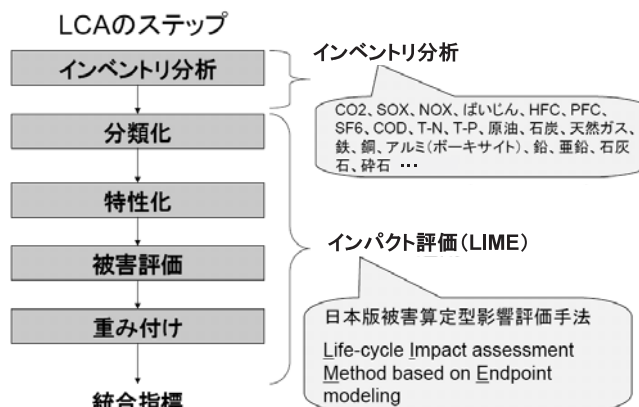 LCAのステップ
インベントリ分析
分類化
特性化
被害評価
重み付け
統合指標
インベントリ分析
CO2、SOX、NOX、ばいじん、HFC、PFC、
SF6、COD、T-N、T-P、原油、石炭、天然ガス、
鉄、銅、アルミ(ボーキサイト)、鉛、亜鉛、石灰
石、砕石 …
インパクト評価(LIME)
日本版被害算定型影響評価手法
Life-cycle Impact assessment
Method based on Endpoint
modeling